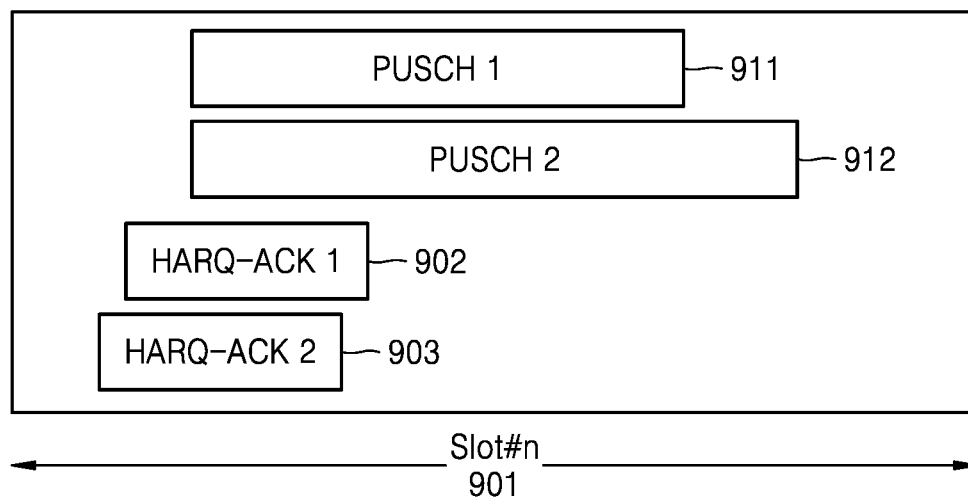 PUSCH 1 911
PUSCH 2 912
HARQ-ACK 1 902
HARQ-ACK 2 903
Slot#n
901